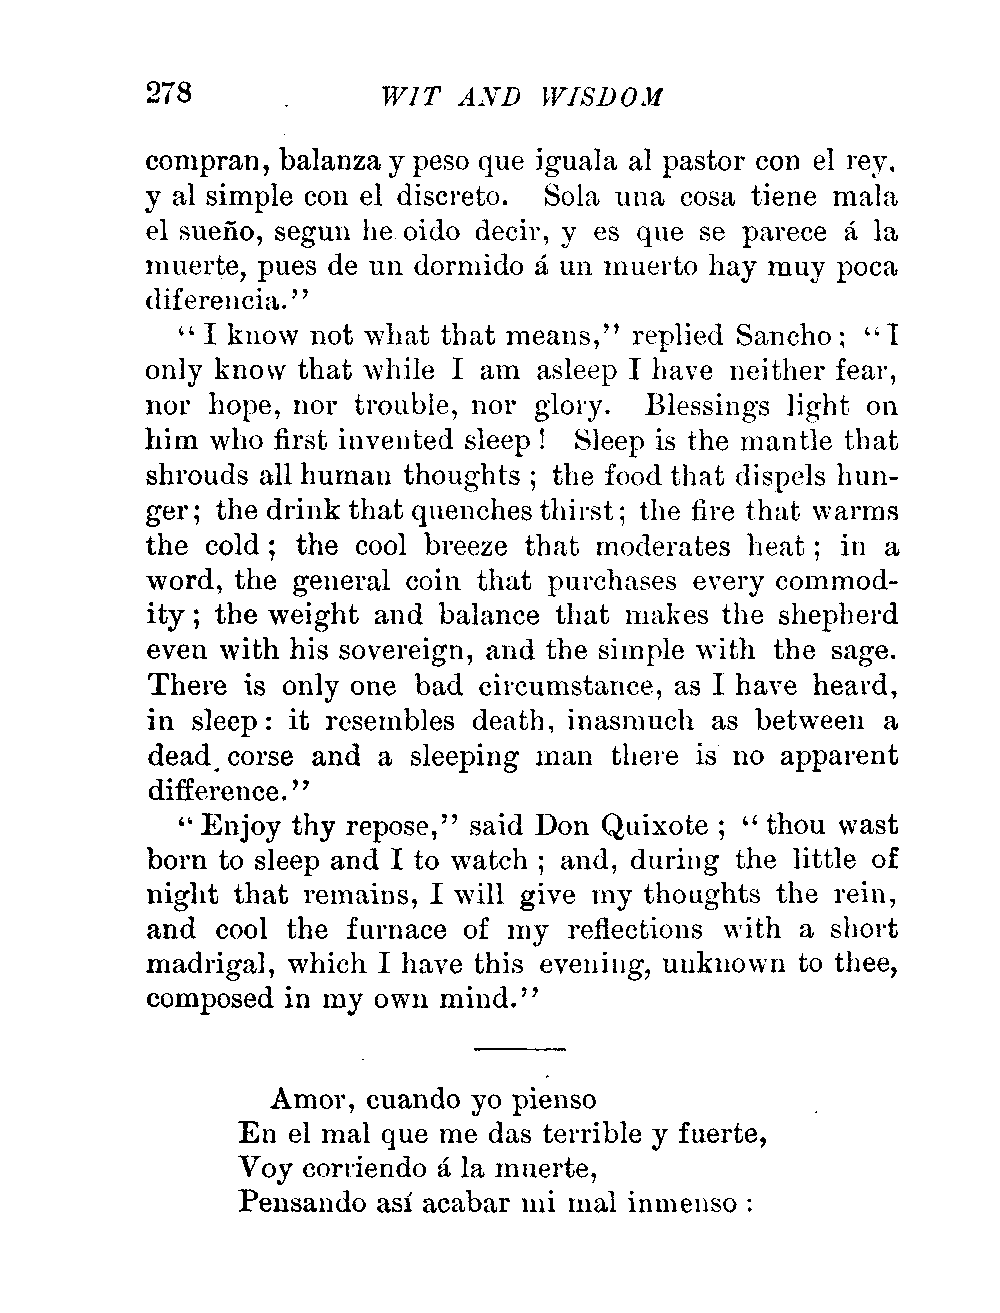 278 WIT AND WISDOM
compran, balanza y peso que iguala al pastor con el rey,
y al simple con el discreto. Sola una cosa tiene mala
el sueño, segun he oido decir, y es que se parece á la
muerte, pues de un dormido á un muerto hay muy poca
diferencia.”
“I know not what that means,” replied Sancho; “I
only know that while I am asleep I have neither fear,
nor hope, nor trouble, nor glory. Blessings light on
him who first invented sleep! Sleep is the mantle that
shrouds all human thoughts; the food that dispels hun-
ger; the drink that quenches thirst; the fire that warms
the cold; the cool breeze that moderates heat; in a
word, the general coin that purchases every commod-
ity; the weight and balance that makes the shepherd
even with his sovereign, and the simple with the sage.
There is only one bad circumstance, as I have heard,
in sleep: it resembles death, inasmuch as between a
dead corse and a sleeping man there is no apparent
difference.”
“Enjoy thy repose,” said Don Quixote; “thou wast
born to sleep and I to watch; and, during the little of
night that remains, I will give my thoughts the rein,
and cool the furnace of my reflections with a short
madrigal, which I have this evening, unknown to thee,
composed in my own mind.”
Amor, cuando yo pienso
En el mal que me das terrible y fuerte,
Voy corriendo á la muerte,
Pensando así acabar mi mal inmenso: